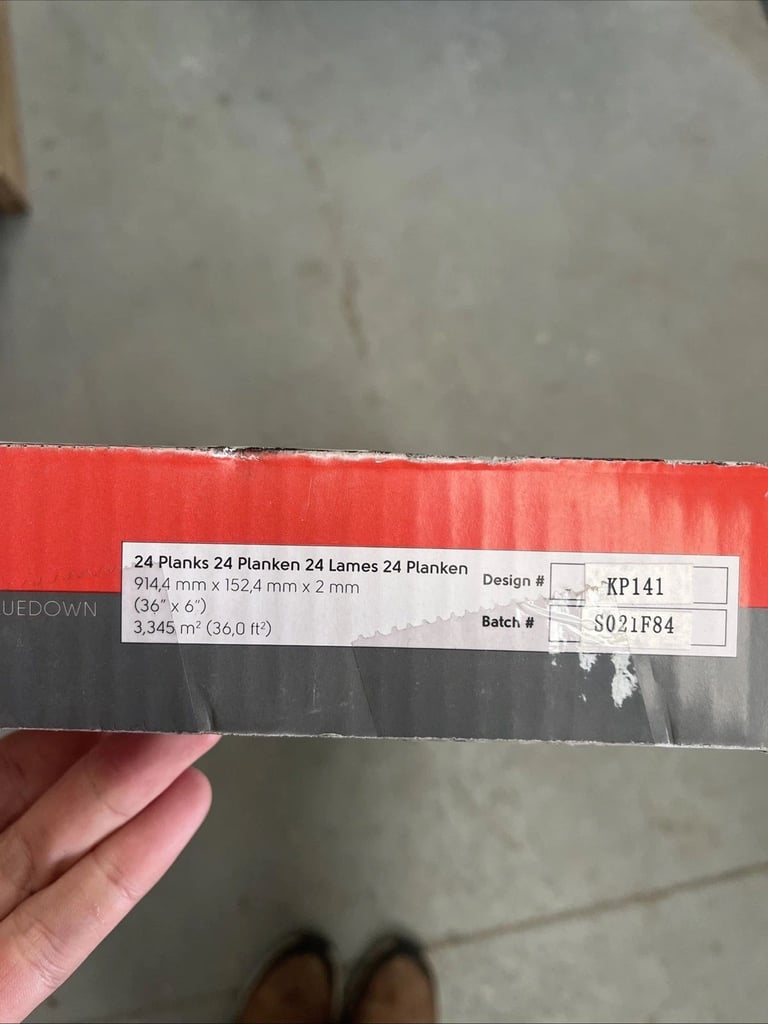 UEDOWN
24 Planks 24 Planken 24 Lames 24 Planken
914,4 mm x 152,4 mm x 2 mm
(36" x 6")
3,345 m² (36,0 ft²)
Design # KP141
Batch # S021F84